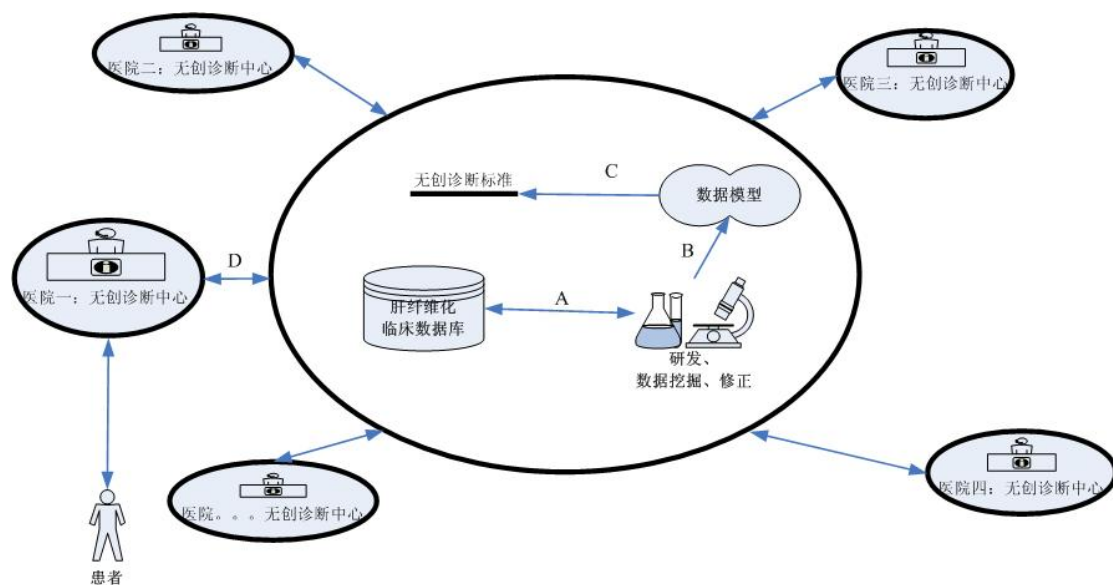 医院二：无创诊断中心
医院三：无创诊断中心
无创诊断标准
C
数据模型
B
D
医院一：无创诊断中心
肝纤维化
临床数据库
A
研发、
数据挖掘、修正
医院四：无创诊断中心
医院。。。无创诊断中心
患者